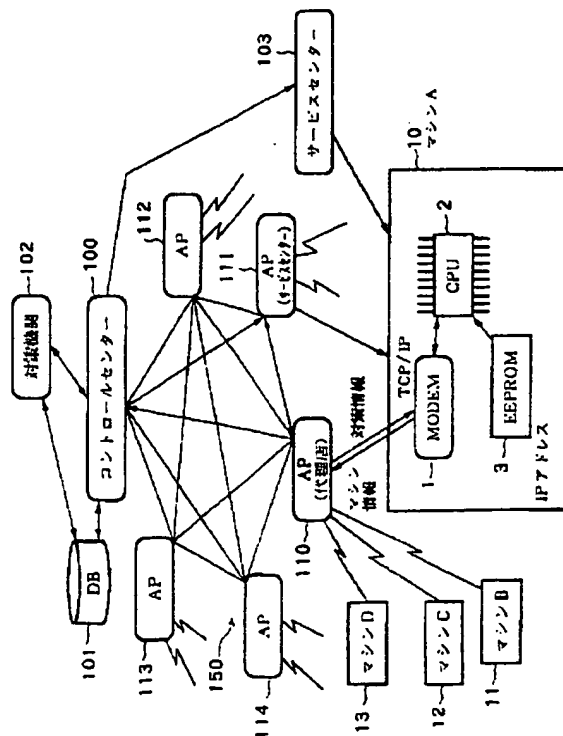 102
対策機関
100
コントロールセンター
101
DB
103
サービスセンター
112
AP
111
AP
(サービスセンター)
113
AP
150
114
AP
110
AP
(代理店)
マシン
情報
対策情報
TCP/IP
10
マシンA
1
MODEM
2
CPU
3
EEPROM
IPアドレス
13
マシンD
12
マシンC
11
マシンB